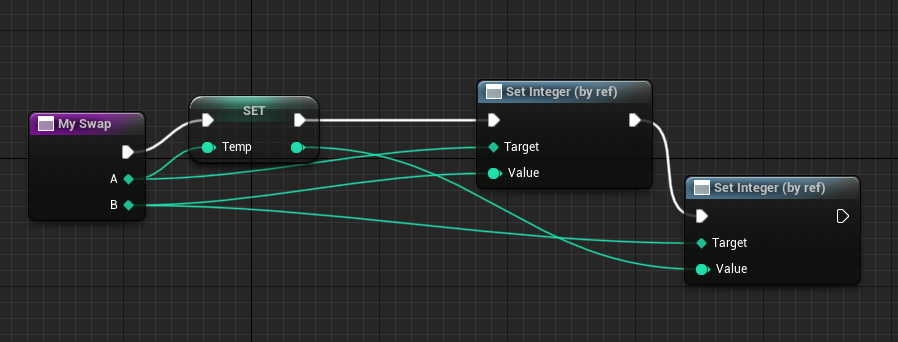 My Swap
A
B
SET
Temp
Set Integer (by ref)
Target
Value
Set Integer (by ref)
Target
Value